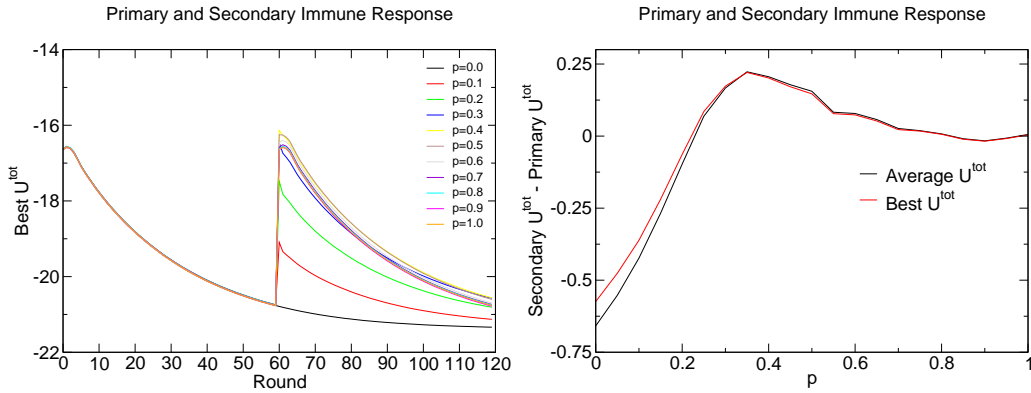 Primary and Secondary Immune Response
-14
-16
-18
-20
-22
Best U^tot
p=0.0
p=0.1
p=0.2
p=0.3
p=0.4
p=0.5
p=0.6
p=0.7
p=0.8
p=0.9
p=1.0
0 10 20 30 40 50 60 70 80 90 100 110 120
Round
Primary and Secondary Immune Response
0.25
0
-0.25
-0.5
-0.75
Secondary U^tot - Primary U^tot
Average U^tot
Best U^tot
0 0.2 0.4 0.6 0.8 1
p